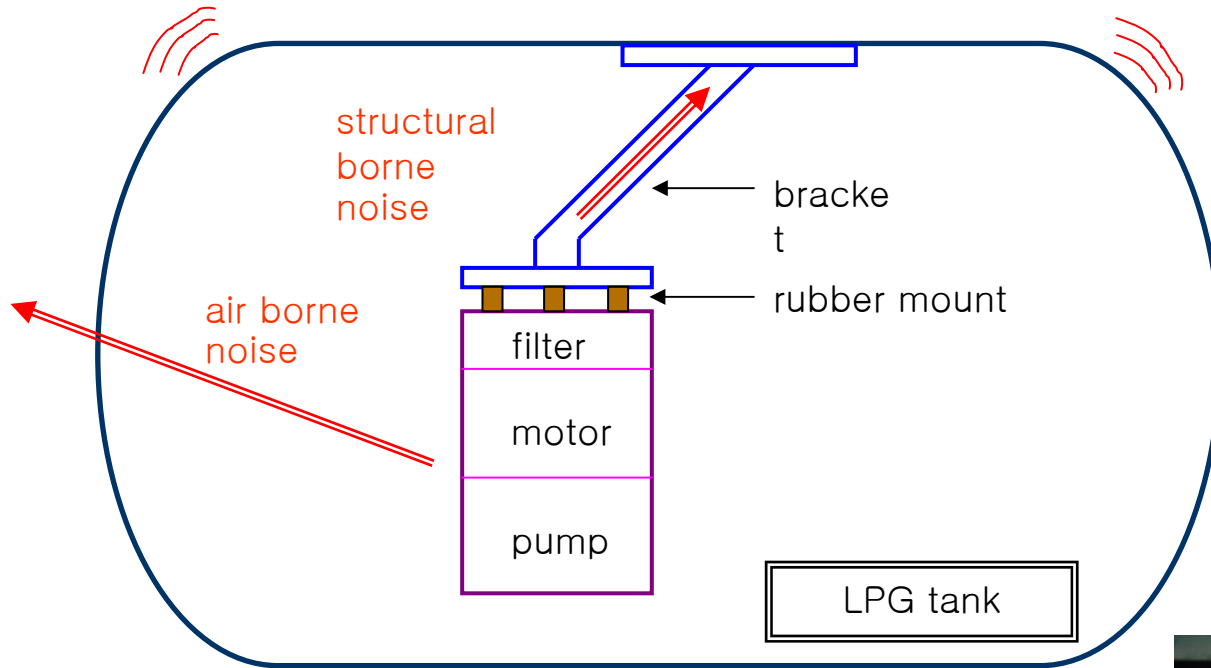 structural
borne
noise
bracke
t
rubber mount
air borne
noise
filter
motor
pump
LPG tank